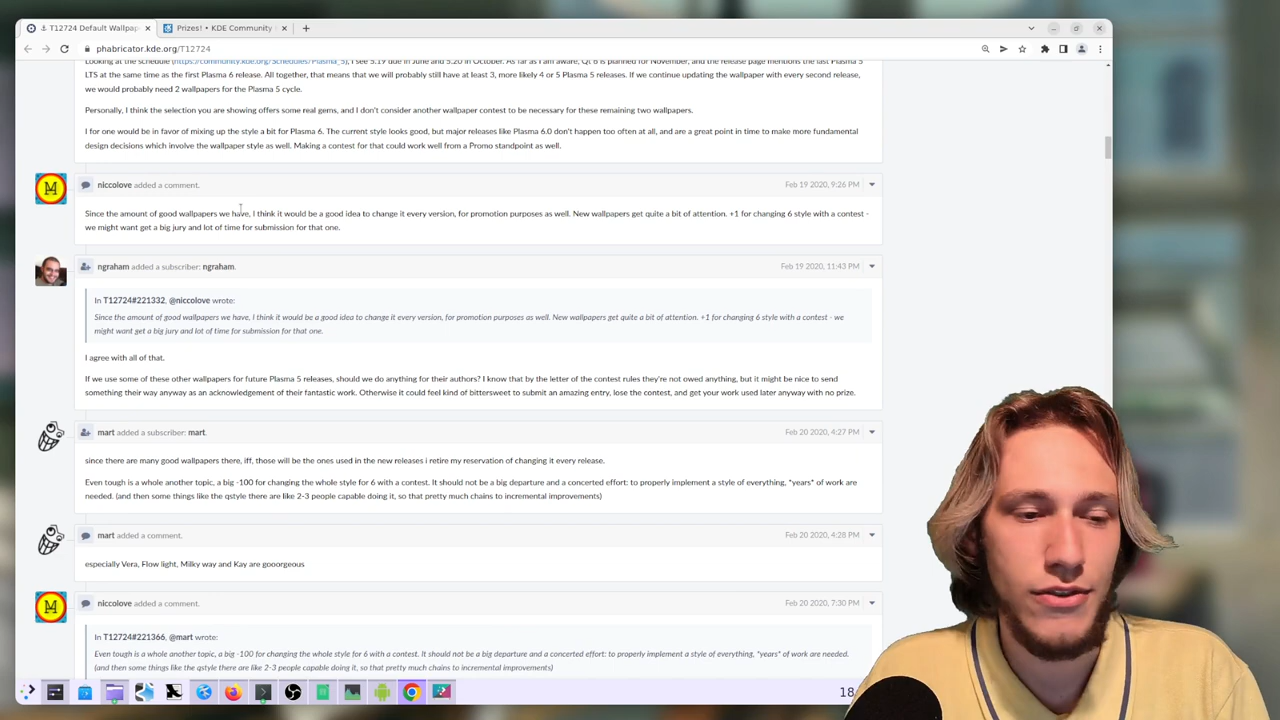 T12724 Default Wallpap
Prizes! • KDE Community
phabricator.kde.org/T12724
Looking at the schedule (https://community.kde.org/Schedules/Plasma_5), I see 5.19 due in June and 5.20 in October. As far as I am aware, Qt 6 is planned for November, and the release page mentions the last Plasma 5
LTS at the same time as the first Plasma 6 release. All together, that means that we will probably still have at least 3, more likely 4 or 5 Plasma 5 releases. If we continue updating the wallpaper with every second release,
we would probably need 2 wallpapers for the Plasma 5 cycle.
Personally, I think the selection you are showing offers some real gems, and I don't consider another wallpaper contest to be necessary for these remaining two wallpapers.
I for one would be in favor of mixing up the style a bit for Plasma 6. The current style looks good, but major releases like Plasma 6.0 don't happen too often at all, and are a great point in time to make more fundamental
design decisions which involve the wallpaper style as well. Making a contest for that could work well from a Promo standpoint as well.
niccolove added a comment.
Feb 19 2020, 9:26 PM
Since the amount of good wallpapers we have, I think it would be a good idea to change it every version, for promotion purposes as well. New wallpapers get quite a bit of attention. +1 for changing 6 style with a contest -
we might want get a big jury and lot of time for submission for that one.
ngraham added a subscriber: ngraham.
Feb 19 2020, 11:43 PM
In T12724#221332, @niccolove wrote:
Since the amount of good wallpapers we have, I think it would be a good idea to change it every version, for promotion purposes as well. New wallpapers get quite a bit of attention. +1 for changing 6 style with a contest - we
might want get a big jury and lot of time for submission for that one.
I agree with all of that.
If we use some of these other wallpapers for future Plasma 5 releases, should we do anything for their authors? I know that by the letter of the contest rules they're not owed anything, but it might be nice to send
something their way anyway as an acknowledgement of their fantastic work. Otherwise it could feel kind of bittersweet to submit an amazing entry, lose the contest, and get your work used later anyway with no prize.
mart added a subscriber: mart.
Feb 20 2020, 4:27 PM
since there are many good wallpapers there, iff, those will be the ones used in the new releases i retire my reservation of changing it every release.
Even tough is a whole another topic, a big -100 for changing the whole style for 6 with a contest. It should not be a big departure and a concerted effort: to properly implement a style of everything, *years* of work are
needed. (and then some things like the qstyle there are like 2-3 people capable doing it, so that pretty much chains to incremental improvements)
mart added a comment.
Feb 20 2020, 4:28 PM
especially Vera, Flow light, Milky way and Kay are gooorgeous
niccolove added a comment.
Feb 20 2020, 7:30 PM
In T12724#221366, @mart wrote:
Even tough is a whole another topic, a big -100 for changing the whole style for 6 with a contest. It should not be a big departure and a concerted effort: to properly implement a style of everything, *years* of work are needed.
(and then some things like the qstyle there are like 2-3 people capable doing it, so that pretty much chains to incremental improvements)
18